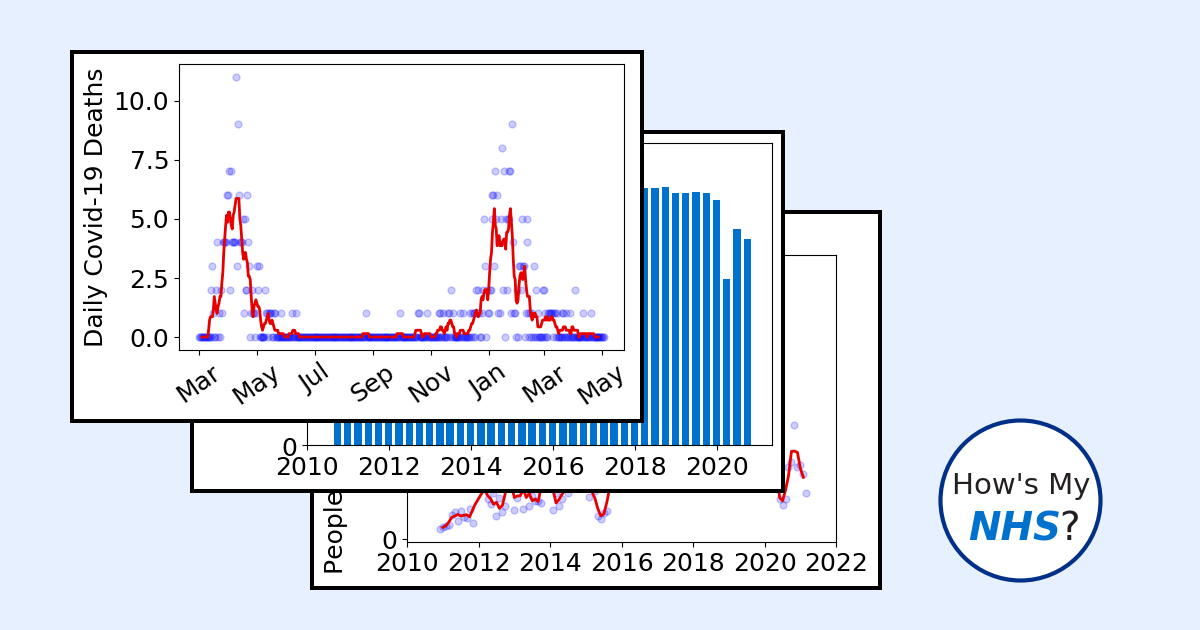 Daily Covid-19 Deaths
10.0
7.5
5.0
2.5
0.0
Mar May Jul Sep Nov Jan Mar May
0
2010 2012 2014 2016 2018 2020
People
0
2010 2012 2014 2016 2018 2020 2022
How's My
NHS?